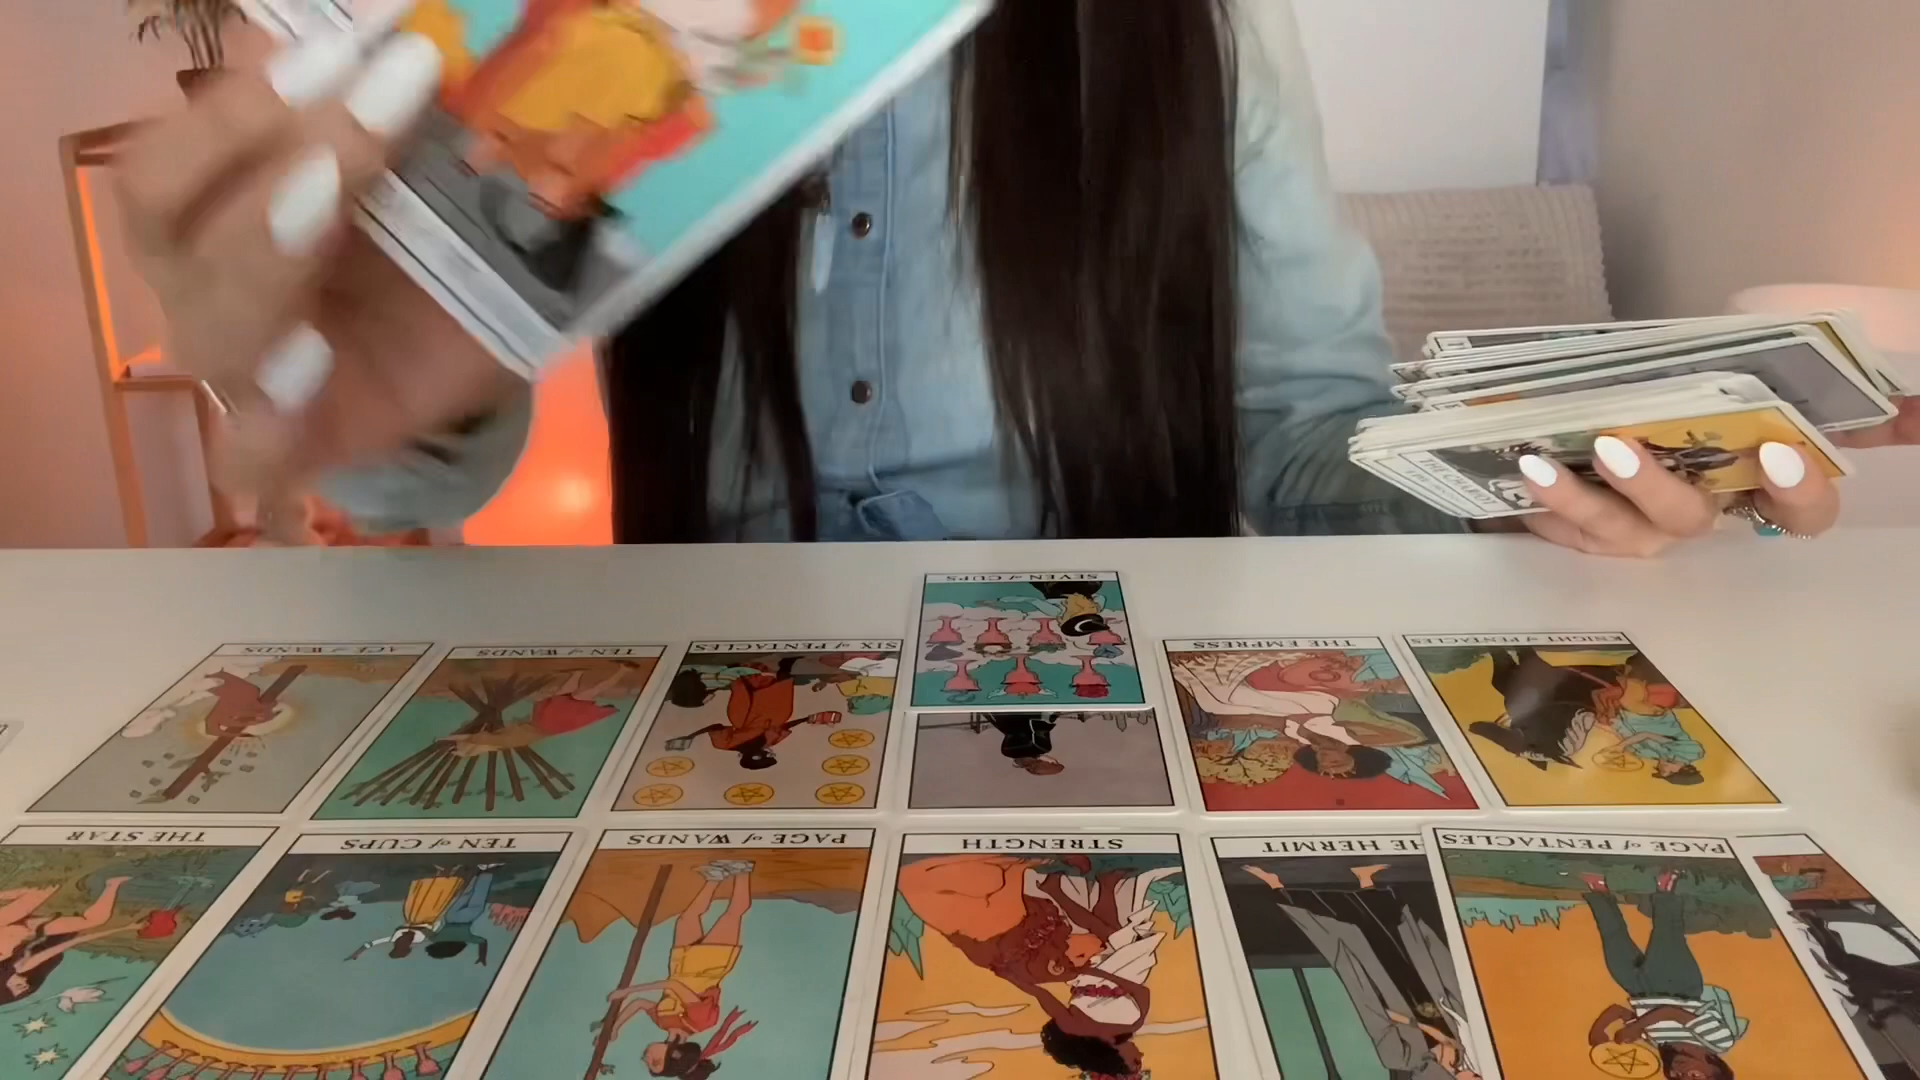 THE CHARIOT
SEVEN of CUPS
ACE of WANDS
TEN of WANDS
SIX of PENTACLES
THE EMPRESS
KNIGHT of PENTACLES
THE STAR
TEN of CUPS
PAGE of WANDS
STRENGTH
HE HERMIT
PAGE of PENTACLES